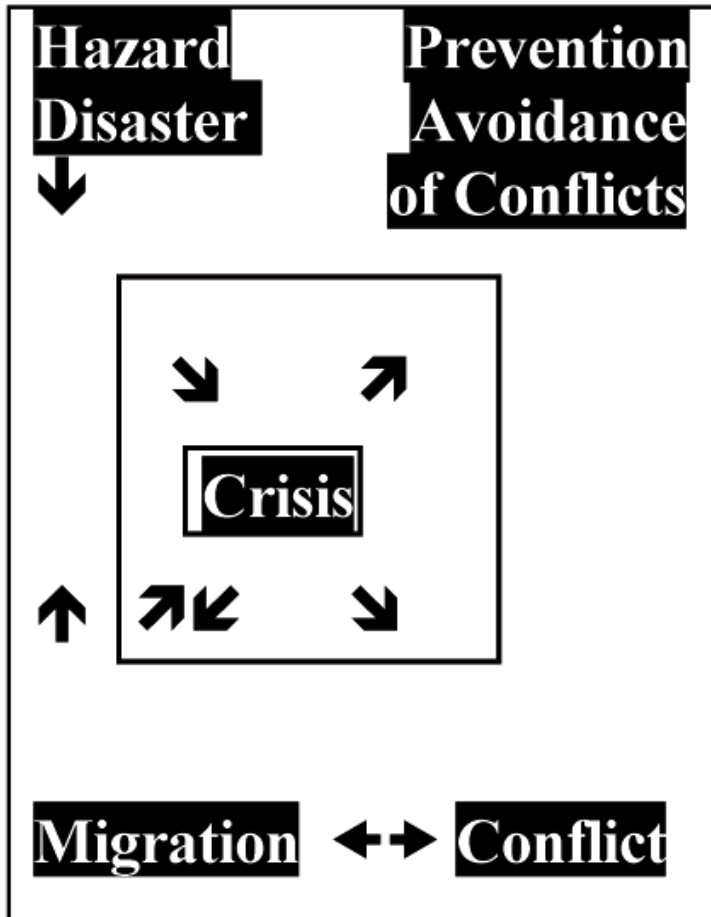 Hazard
Disaster
Prevention
Avoidance
of Conflicts
Crisis
Migration
Conflict